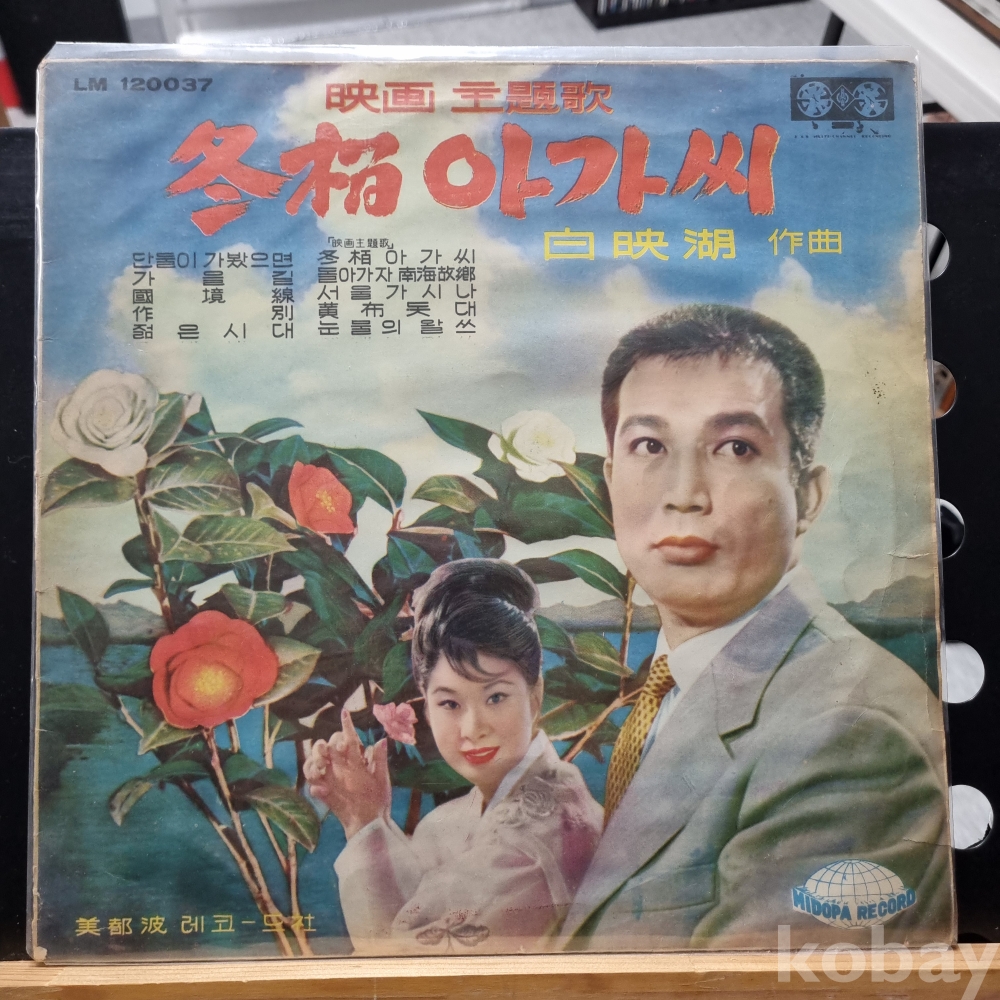 LM 120037
映画 主題歌
冬栢 아가씨
白映湖 作曲
「映画主題歌」
단둘이 가봤으면 冬栢 아가씨
가을길 돌아가자 南海故鄕
國境線 서울 가시나
作別 黃布돗대
젊은 시대 눈물의 왈쓰
美都波 레코-드社
MIDOPA RECORD
kobay